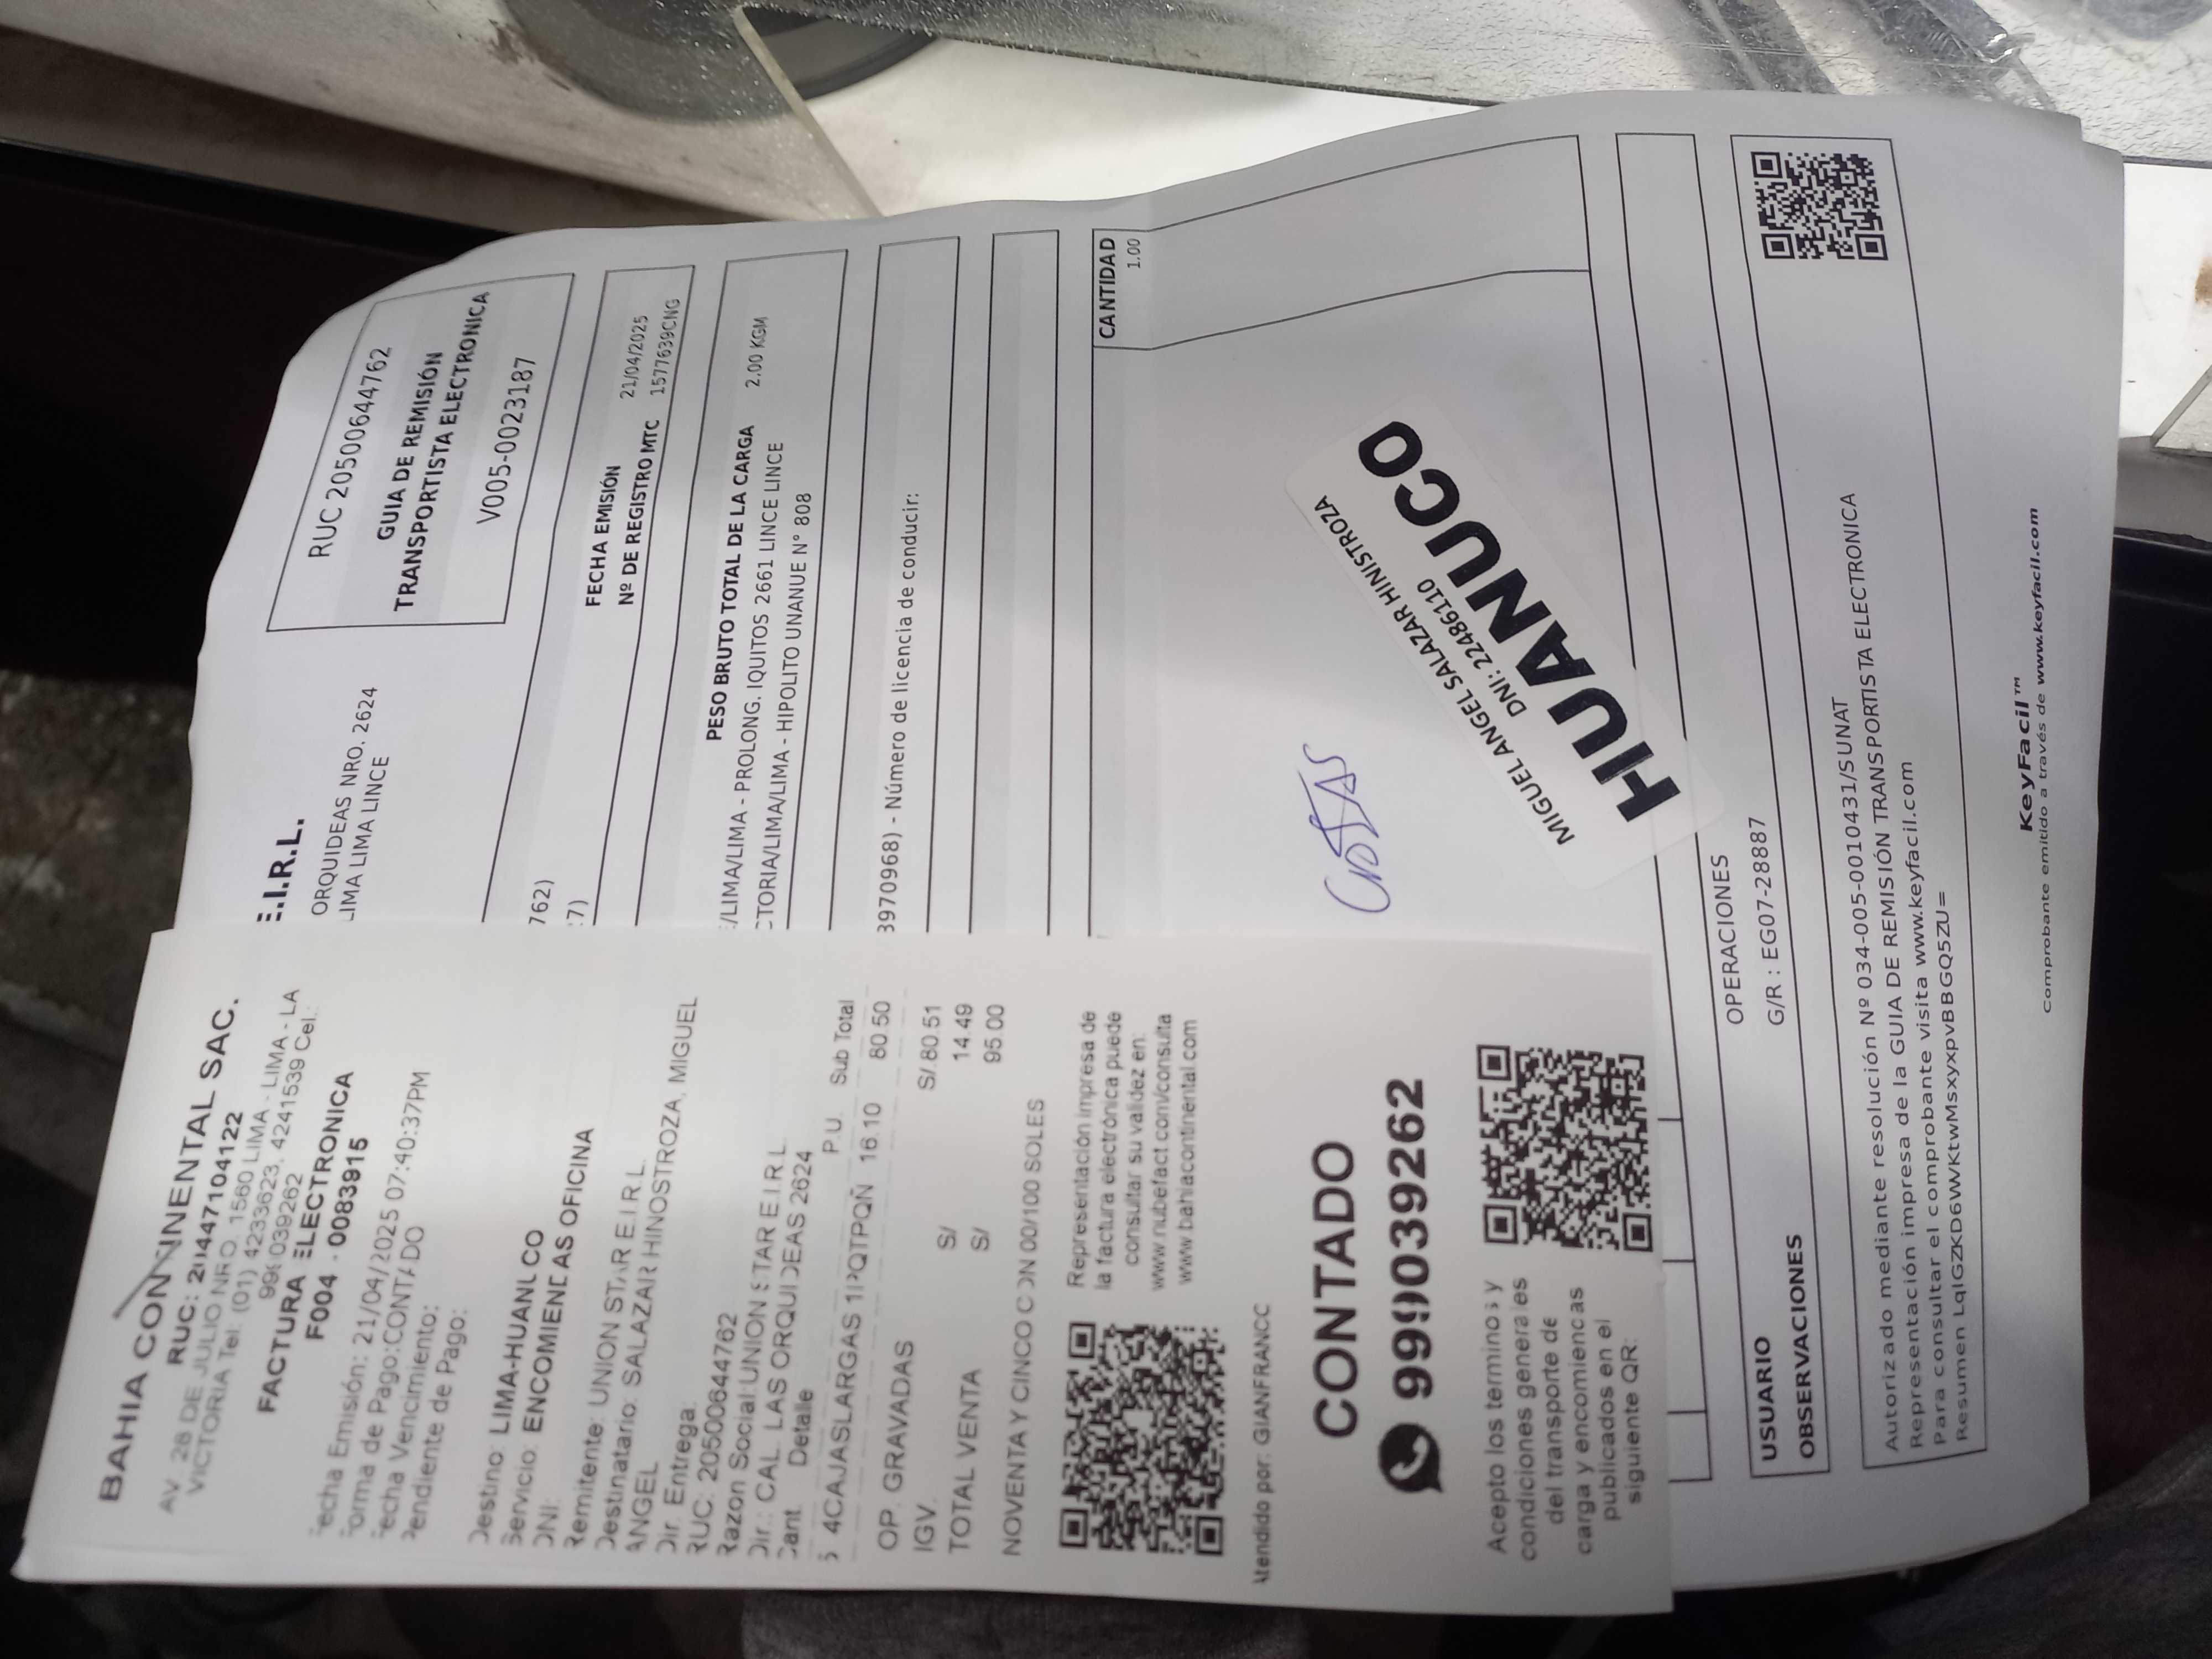 BAHIA CONTINENTAL SAC.
RUC: 20447104122
AV. 28 DE JULIO NRO. 1560 LIMA - LIMA - LA
VICTORIA Tel: (01) 4233623, 4241539 Cel.:
999 039262
FACTURA ELECTRONICA
F004 - 0083915
Fecha Emisión: 21/04/2025 07:40:37PM
Forma de Pago:CONTADO
Fecha Vencimiento:
Pendiente de Pago:
Destino: LIMA-HUANUCO
Servicio: ENCOMIENDAS OFICINA
DNI:
Remitente: UNION STAR E.I.R.L.
Destinatario: SALAZAR HINOSTROZA, MIGUEL
ANGEL
Dir. Entrega:
RUC: 20500644762
Razon Social:UNION STAR E.I.R.L
Dir.: CAL. LAS ORQUIDEAS 2624
Cant. Detalle P.U. Sub Total
5 4CAJASLARGAS 1PQTPQÑ 16.10 80.50
OP. GRAVADAS S/.80.51
IGV. S/ 14.49
TOTAL VENTA S/ 95.00
NOVENTA Y CINCO CON 00/100 SOLES
Representación impresa de
la factura electrónica puede
consultar su validez en:
www.nubefact.com/consulta
www.bahiacontinental.com
Atendido por: GIANFRANCC
CONTADO
999039262
Acepto los terminos y
condiciones generales
del transporte de
carga y encomiencas
publicados en el
siguiente QR:
E.I.R.L.
ORQUIDEAS NRO. 2624
LIMA LIMA LINCE
RUC 20500644762
GUIA DE REMISIÓN
TRANSPORTISTA ELECTRONICA
V005-0023187
762)
:7)
FECHA EMISIÓN 21/04/2025
Nº DE REGISTRO MTC 1577639CNG
PESO BRUTO TOTAL DE LA CARGA 2.00 KGM
/LIMA/LIMA - PROLONG. IQUITOS 2661 LINCE LINCE
CTORIA/LIMA/LIMA - HIPOLITO UNANUE N° 808
3970968) - Número de licencia de conducir:
CANTIDAD
1.00
MIGUEL ANGEL SALAZAR HINISTROZA
DNI: 22486110
HUANUCO
USUARIO OPERACIONES
OBSERVACIONES G/R : EG07-28887
Autorizado mediante resolución Nº 034-005-0010431/SUNAT
Representación impresa de la GUIA DE REMISIÓN TRANSPORTISTA ELECTRONICA
Para consultar el comprobante visita www.keyfacil.com
KeyFacil™
Comprobante emitido a través de www.keyfacil.com